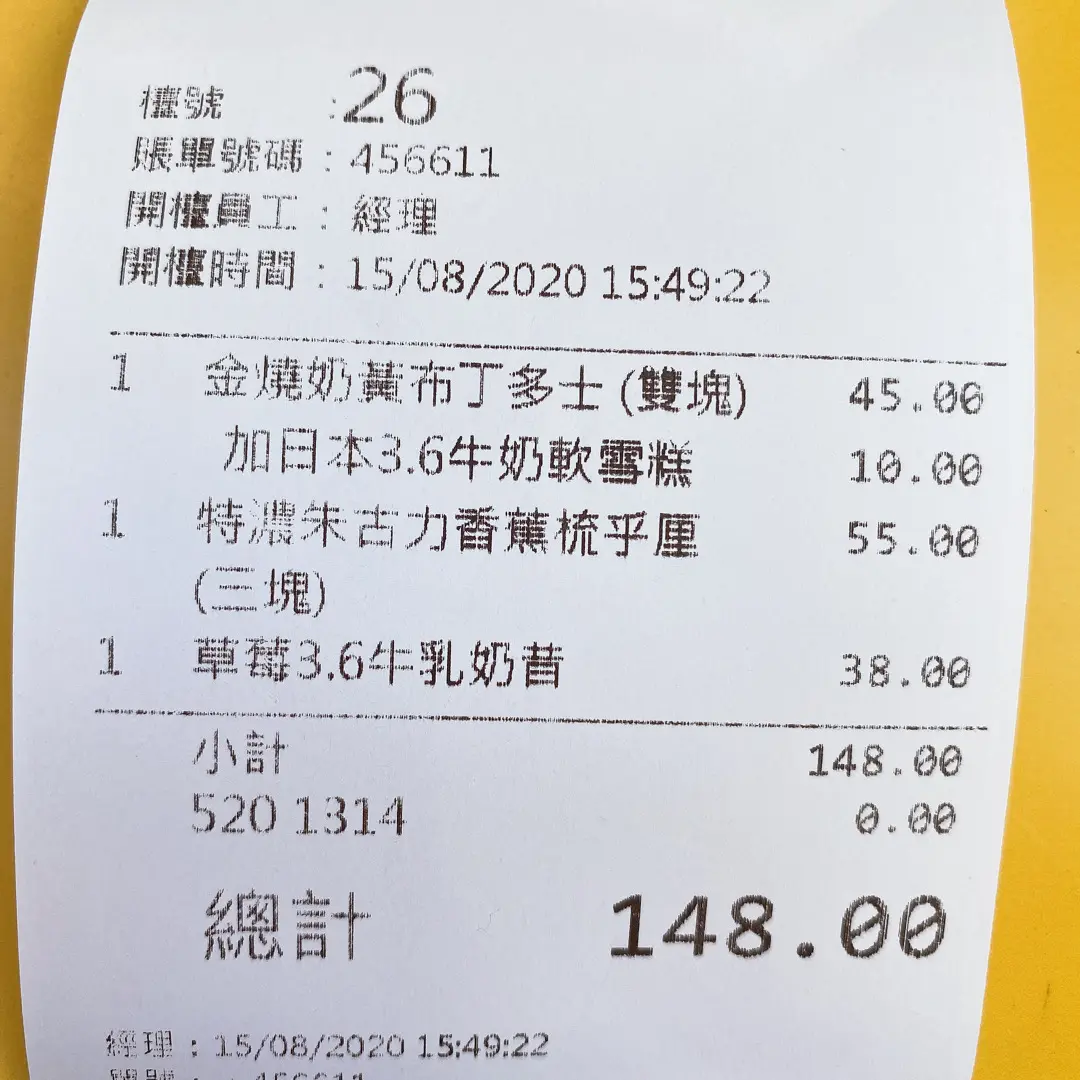 檯號 :26
賬單號碼 : 456611
開檯員工 : 經理
開檯時間 : 15/08/2020 15:49:22
1 金燒奶黃布丁多士 (雙塊) 45.00
加日本3.6牛奶軟雪糕 10.00
1 特濃朱古力香蕉梳乎厘 55.00
(三塊)
1 草莓3.6牛乳奶昔 38.00
小計 148.00
520 1314 0.00
總計 148.00
經理 : 15/08/2020 15:49:22
: 456611